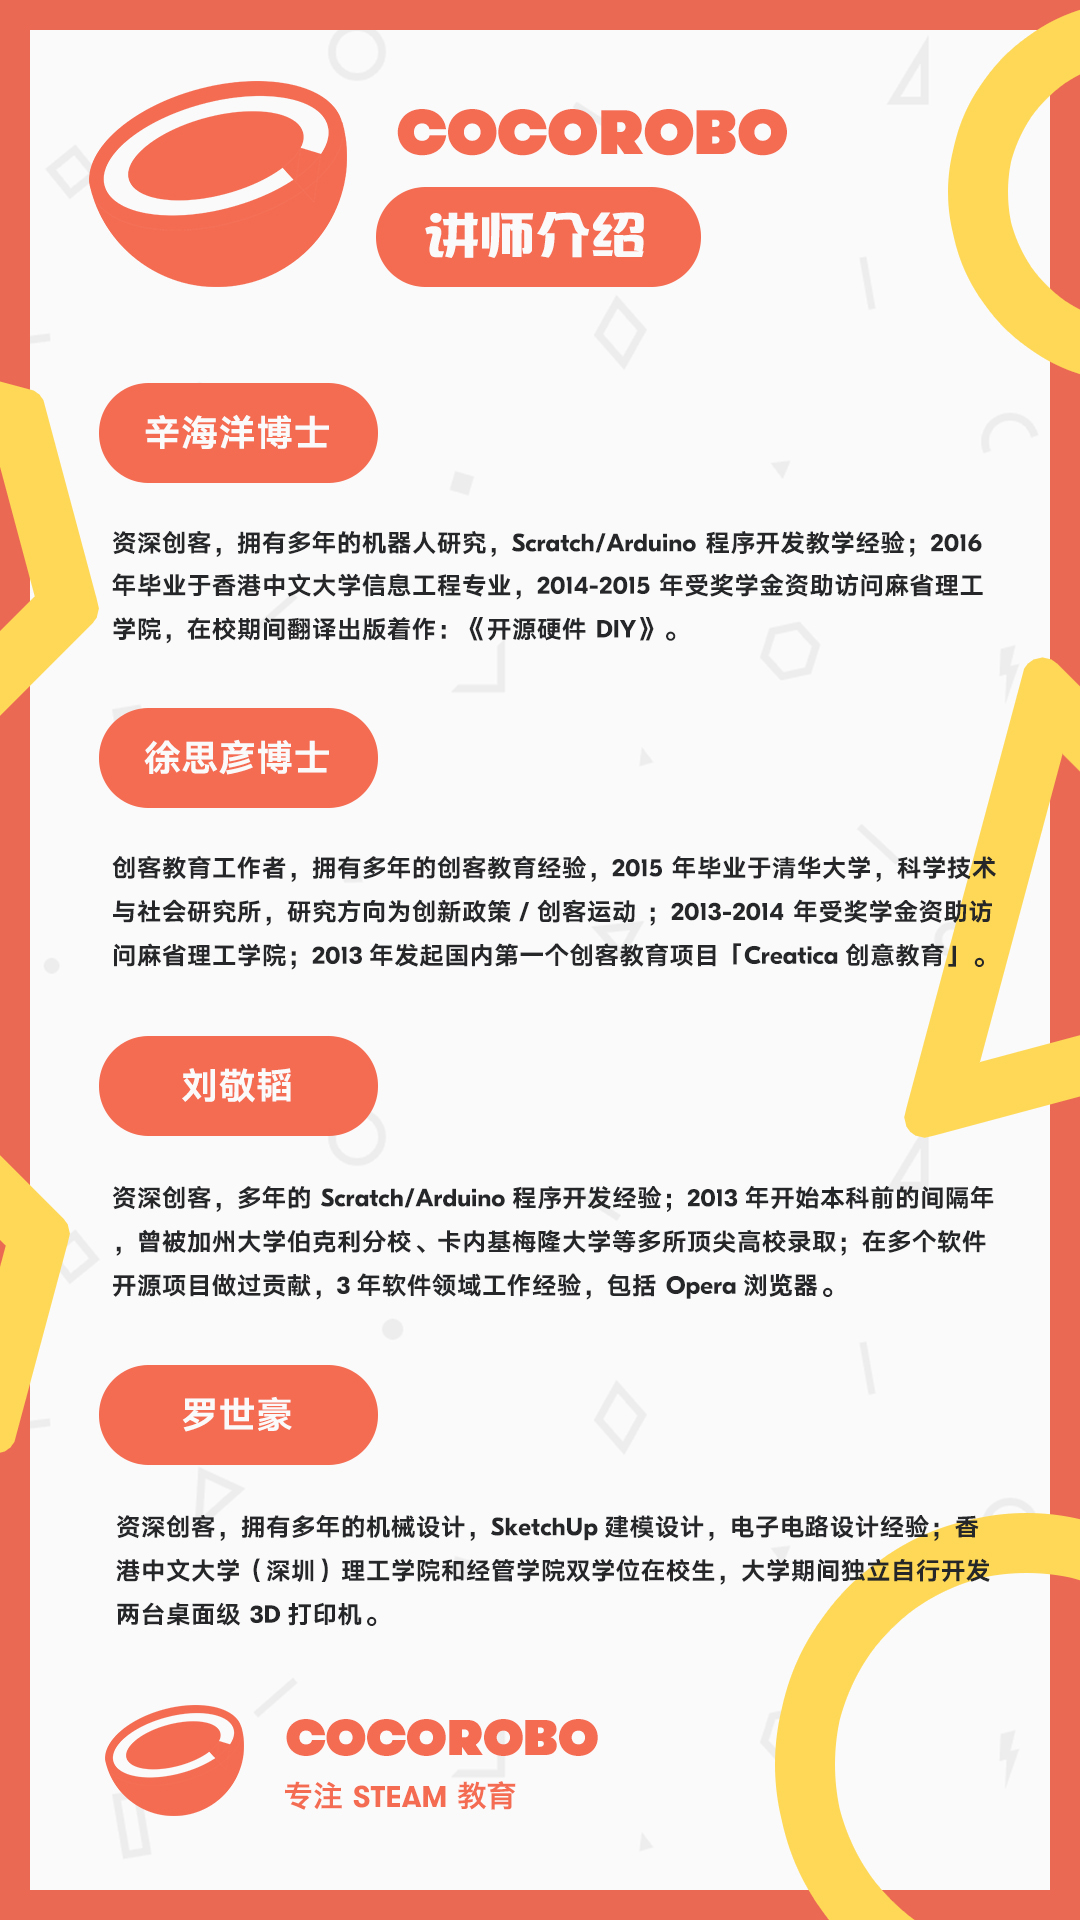 COCOROBO
讲师介绍
辛海洋博士
资深创客，拥有多年的机器人研究，Scratch/Arduino 程序开发教学经验；2016
年毕业于香港中文大学信息工程专业，2014-2015 年受奖学金资助访问麻省理工
学院，在校期间翻译出版着作：《开源硬件 DIY》。
徐思彦博士
创客教育工作者，拥有多年的创客教育经验，2015 年毕业于清华大学，科学技术
与社会研究所，研究方向为创新政策 / 创客运动 ；2013-2014 年受奖学金资助访
问麻省理工学院；2013 年发起国内第一个创客教育项目「Creatica 创意教育」。
刘敬韬
资深创客，多年的 Scratch/Arduino 程序开发经验；2013 年开始本科前的间隔年
，曾被加州大学伯克利分校、卡内基梅隆大学等多所顶尖高校录取；在多个软件
开源项目做过贡献，3 年软件领域工作经验，包括 Opera 浏览器。
罗世豪
资深创客，拥有多年的机械设计，SketchUp 建模设计，电子电路设计经验；香
港中文大学（深圳）理工学院和经管学院双学位在校生，大学期间独立自行开发
两台桌面级 3D 打印机。
COCOROBO
专注 STEAM 教育